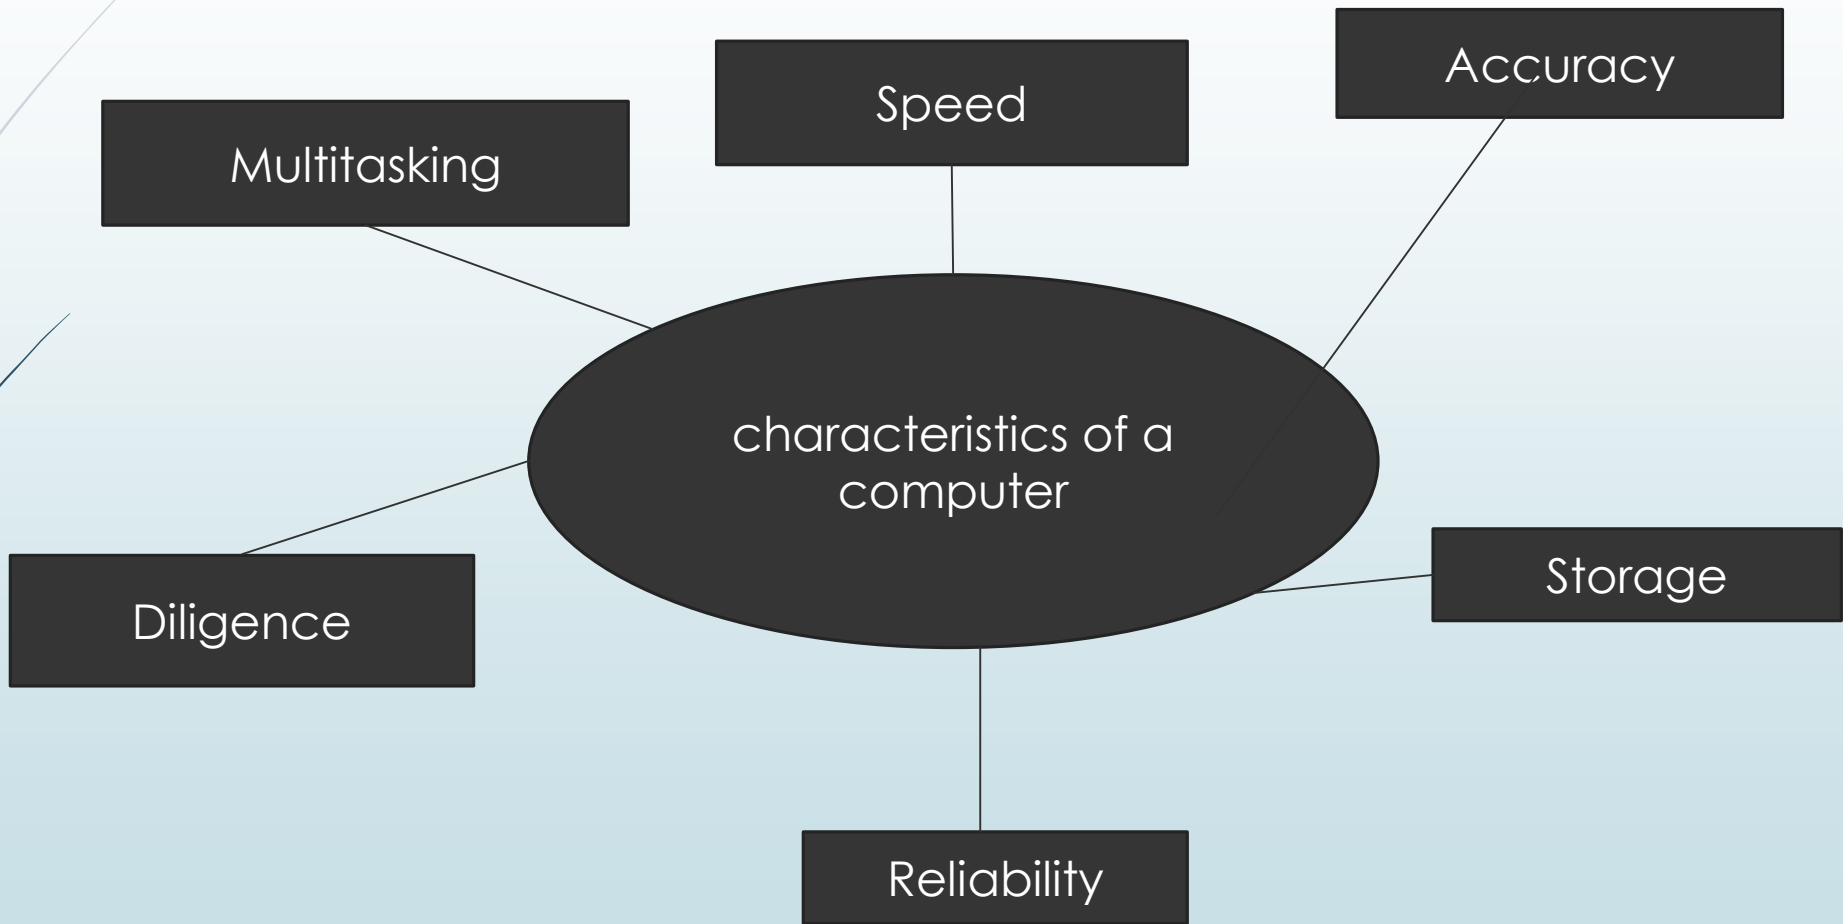 Accuracy
Speed
Multitasking
characteristics of a
computer
Storage
Diligence
Reliability